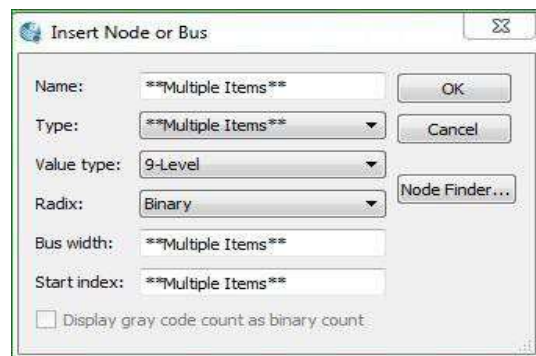 Insert Node or Bus
Name: **Multiple Items** OK
Type: **Multiple Items** Cancel
Value type: 9-Level
Radix: Binary Node Finder...
Bus width: **Multiple Items**
Start index: **Multiple Items**
Display gray code count as binary count